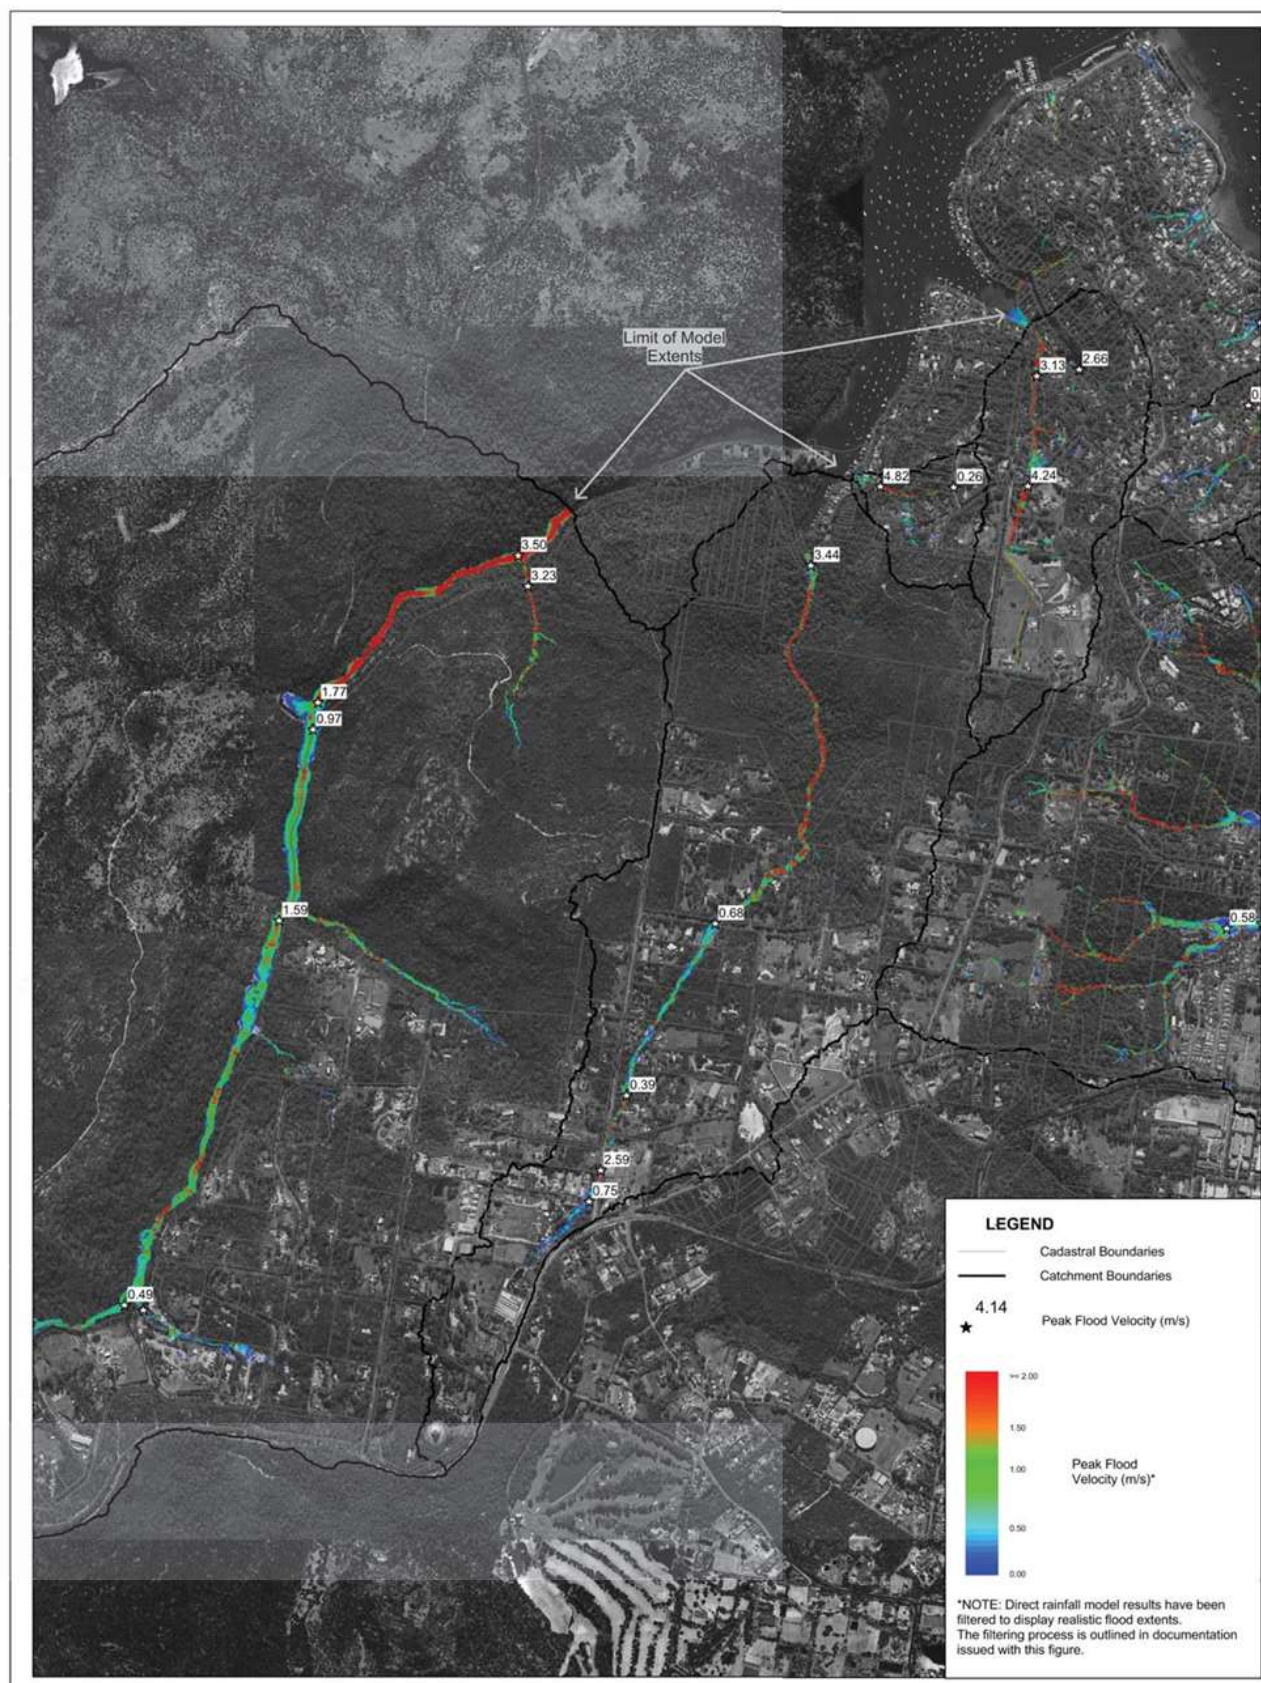 Limit of Model
Extents
2.66
3.13
0.
4.82
0.26
4.24
3.50
3.44
3.23
1.77
0.97
1.59
0.68
0.58
0.39
2.59
0.75
0.49
LEGEND
Cadastral Boundaries
Catchment Boundaries
4.14
Peak Flood Velocity (m/s)
>= 2.00
1.50
1.00
Peak Flood
Velocity (m/s)*
0.50
0.00
*NOTE: Direct rainfall model results have been
filtered to display realistic flood extents.
The filtering process is outlined in documentation
issued with this figure.